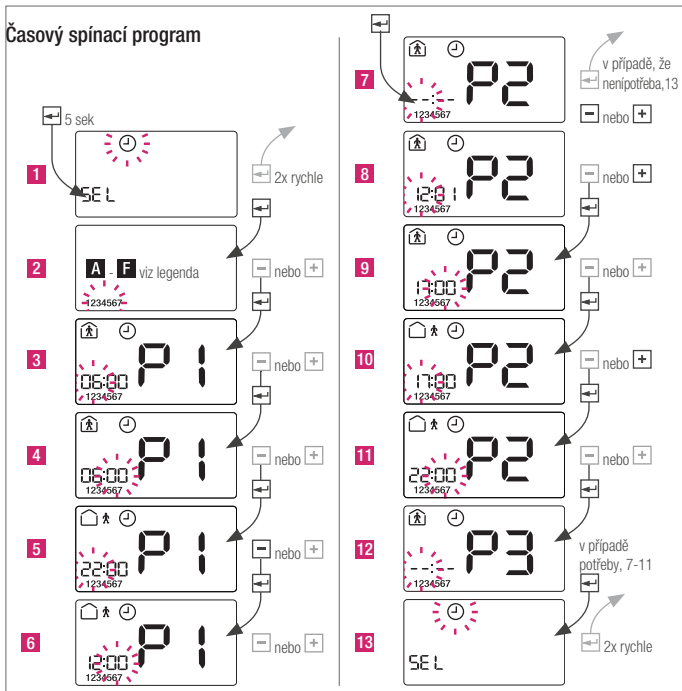 Časový spínací program
5 sek
1
SEL
2x rychle
2
A - F viz legenda
1234567
nebo
3
06:00 P1
1234567
nebo
4
06:00 P1
1234567
nebo
5
22:00 P1
1234567
nebo
6
12:00 P1
1234567
nebo
7
--:-- P2
1234567
v případě, že
nenípotřeba,13
- nebo +
8
12:01 P2
1234567
- nebo +
9
13:00 P2
1234567
- nebo +
10
17:00 P2
1234567
- nebo +
11
22:00 P2
1234567
- nebo +
12
--:-- P3
1234567
v případě
potřeby, 7-11
13
SEL
2x rychle